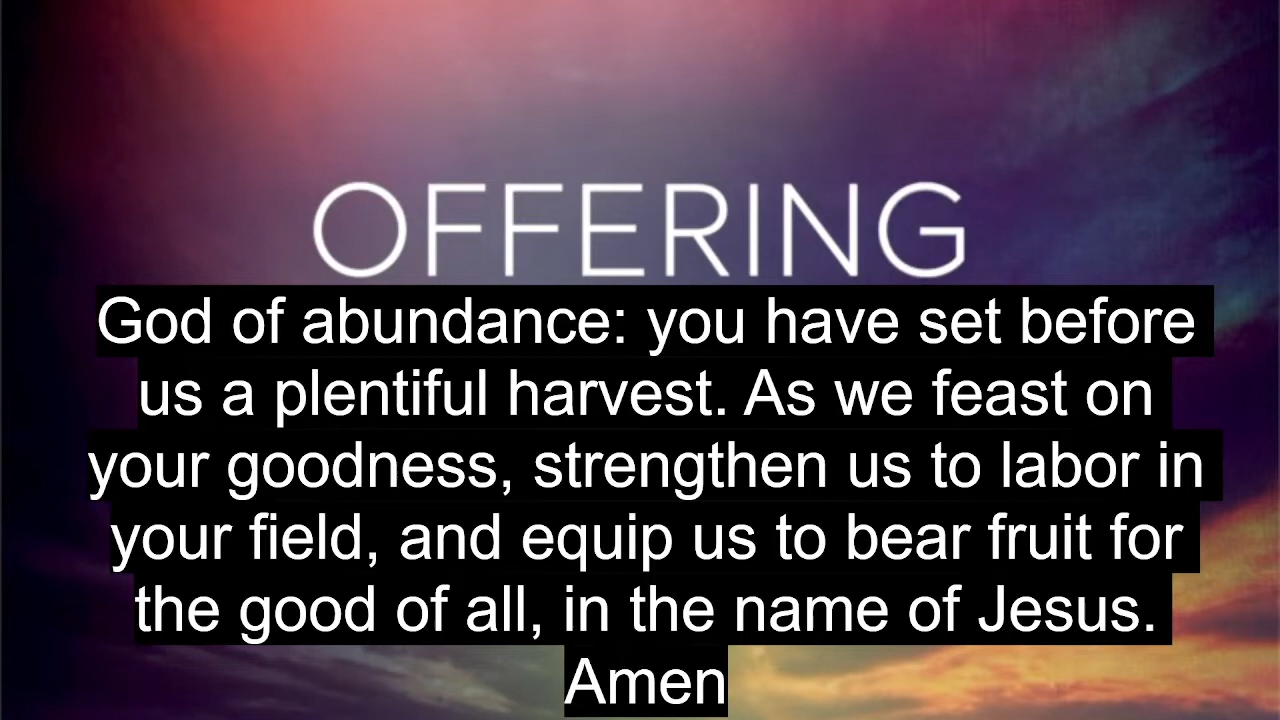 OFFERING
God of abundance: you have set before
us a plentiful harvest. As we feast on
your goodness, strengthen us to labor in
your field, and equip us to bear fruit for
the good of all, in the name of Jesus.
Amen